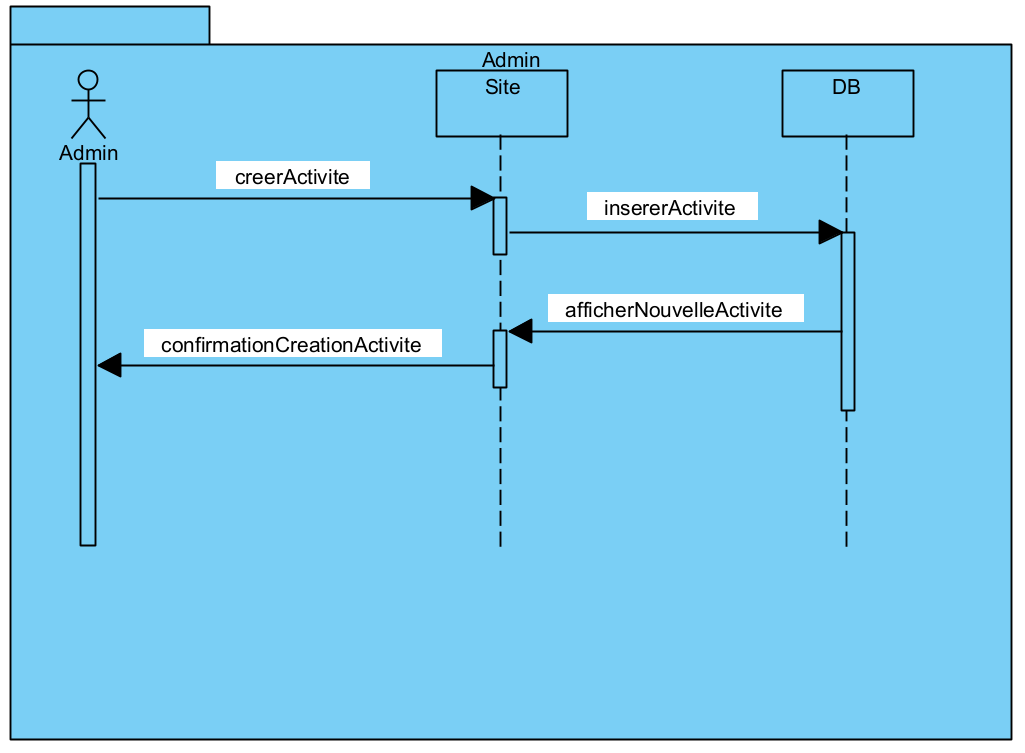 Admin
Site
DB
Admin
creerActivite
insererActivite
afficherNouvelleActivite
confirmationCreationActivite